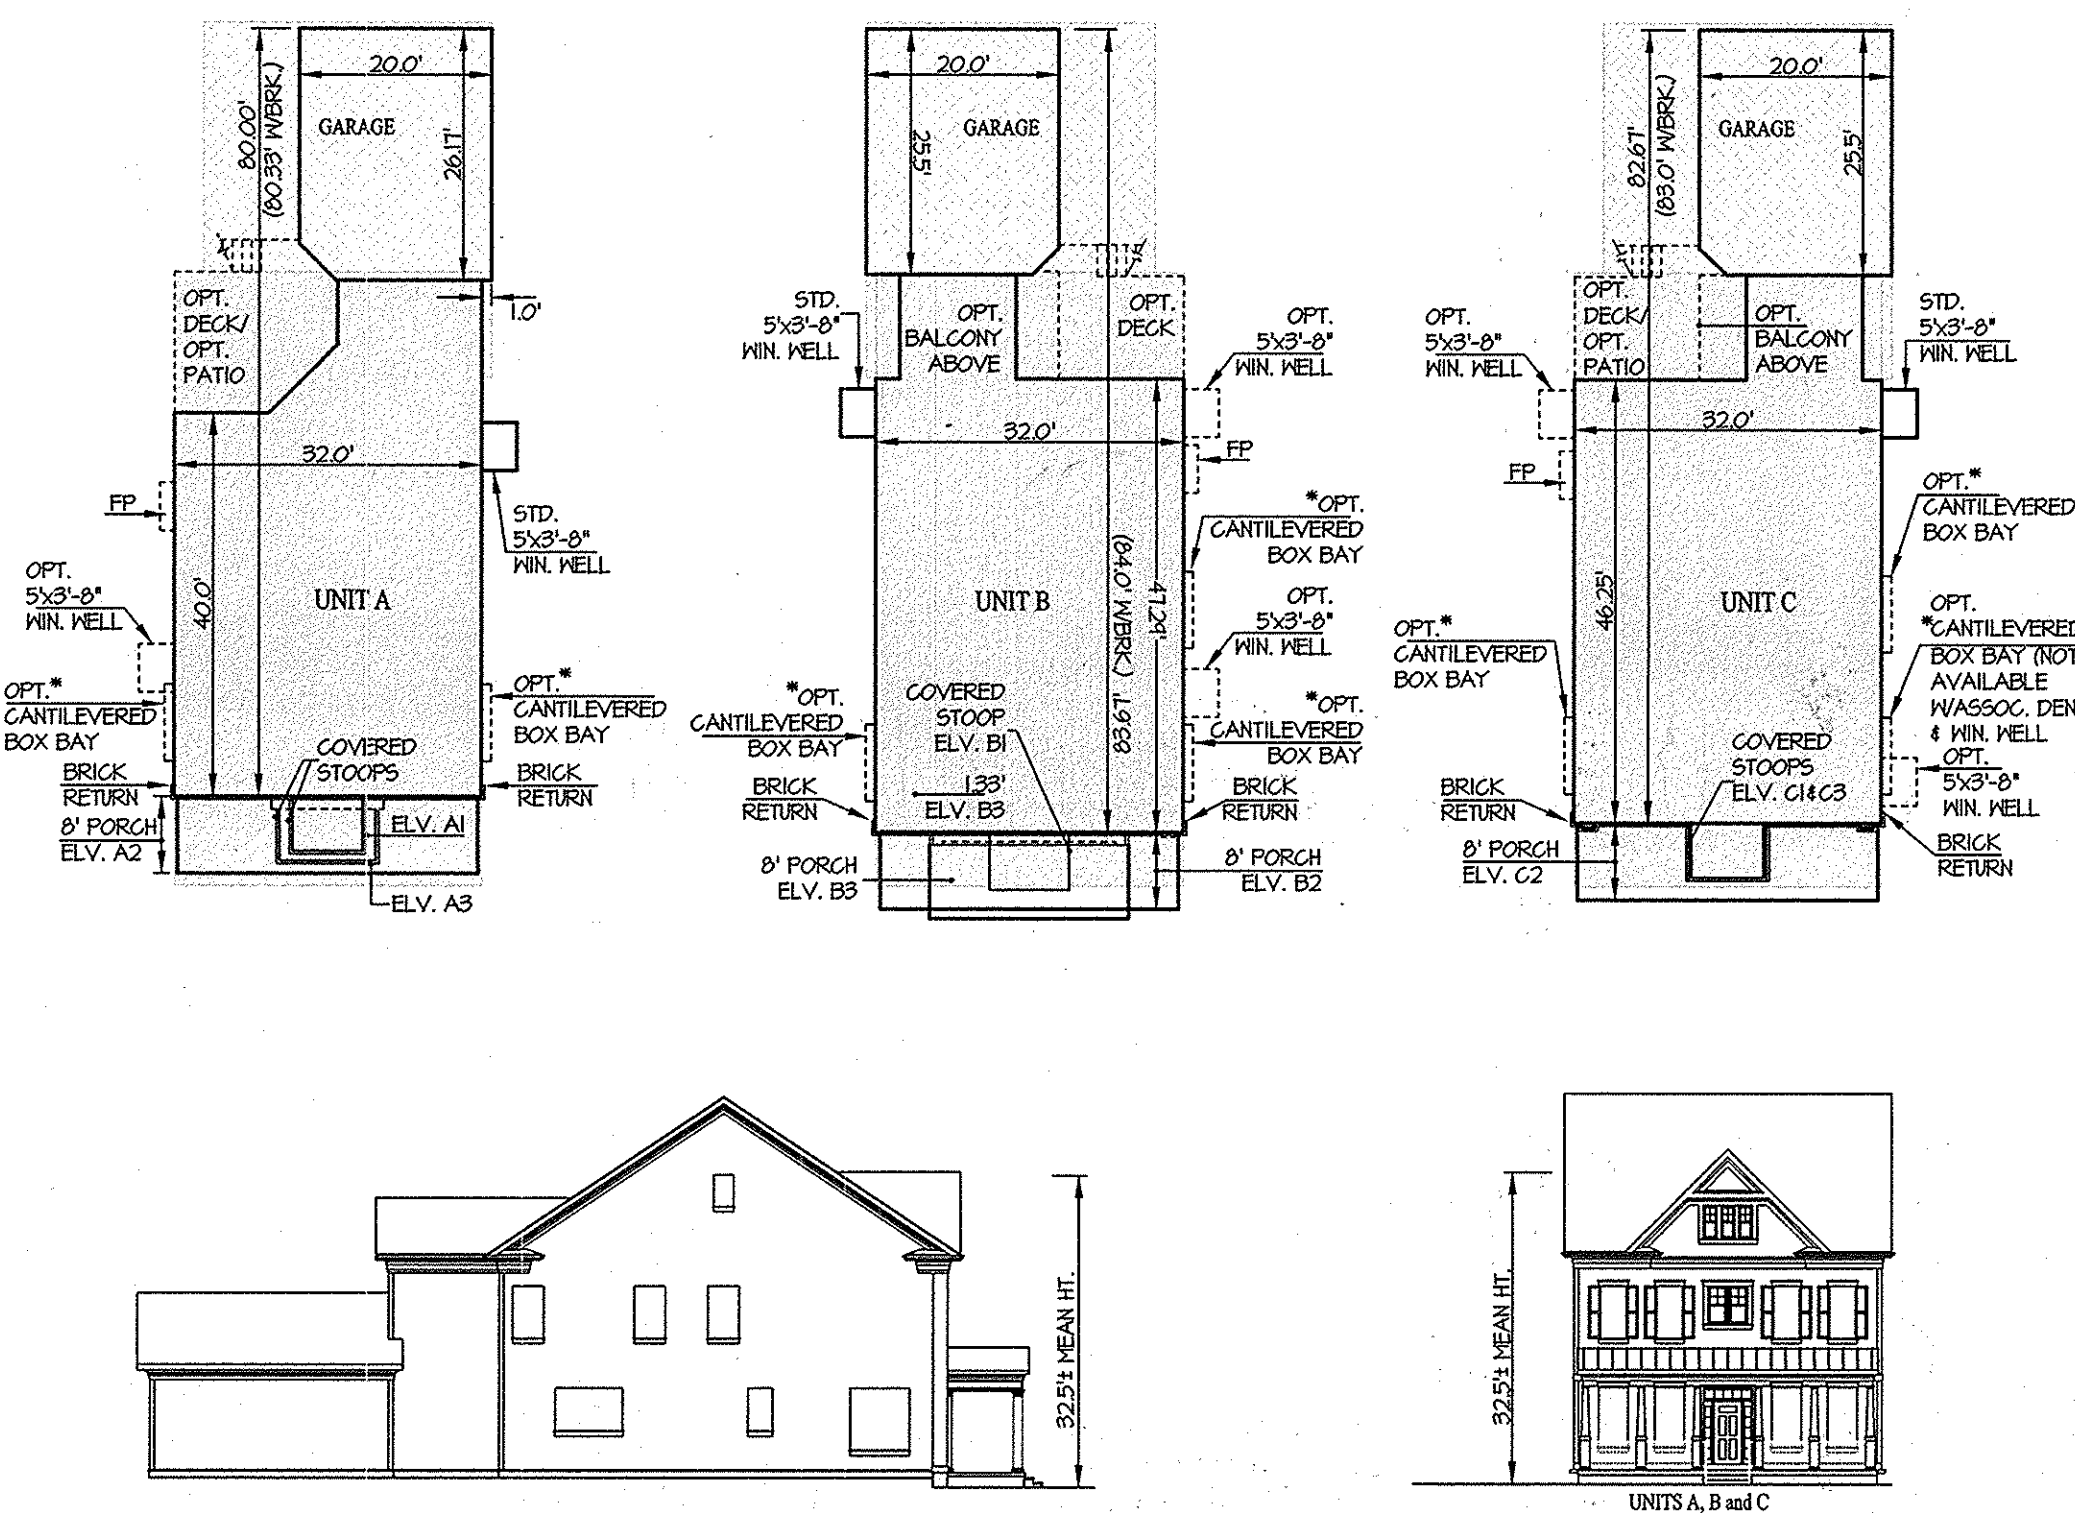 20.0'
GARAGE
80.00'
(80.33' W/BRK.)
26.17'
1.0'
OPT.
DECK/
OPT.
PATIO
32.0'
FP
STD.
5'x3'-8"
WIN. WELL
OPT.
5'x3'-8"
WIN. WELL
40.0'
UNIT A
OPT.*
CANTILEVERED
BOX BAY
OPT.*
CANTILEVERED
BOX BAY
COVERED
STOOPS
BRICK
RETURN
BRICK
RETURN
8' PORCH
ELV. A2
ELV. A1
ELV. A3
20.0'
GARAGE
25.5'
STD.
5'x3'-8"
WIN. WELL
OPT.
BALCONY
ABOVE
OPT.
DECK
OPT.
5'x3'-8"
WIN. WELL
32.0'
FP
*OPT.
CANTILEVERED
BOX BAY
UNIT B
83.67' (84.0' W/BRK.)
47.29'
OPT.
5'x3'-8"
WIN. WELL
*OPT.
CANTILEVERED
BOX BAY
COVERED
STOOP
ELV. B1
*OPT.
CANTILEVERED
BOX BAY
BRICK
RETURN
1.33'
ELV. B3
BRICK
RETURN
8' PORCH
ELV. B3
8' PORCH
ELV. B2
20.0'
GARAGE
82.67'
(83.0' W/BRK.)
25.5'
OPT.
5'x3'-8"
WIN. WELL
OPT.
DECK/
OPT.
PATIO
OPT.
BALCONY
ABOVE
STD.
5'x3'-8"
WIN. WELL
32.0'
FP
OPT.*
CANTILEVERED
BOX BAY
46.25'
UNIT C
OPT.*
CANTILEVERED
BOX BAY
OPT.
*CANTILEVERED
BOX BAY (NOT
AVAILABLE
W/ASSOC. DEN
& WIN. WELL
COVERED
STOOPS
ELV. C1&C3
OPT.
5'x3'-8"
WIN. WELL
BRICK
RETURN
8' PORCH
ELV. C2
BRICK
RETURN
32.5'± MEAN HT.
32.5'± MEAN HT.
UNITS A, B and C